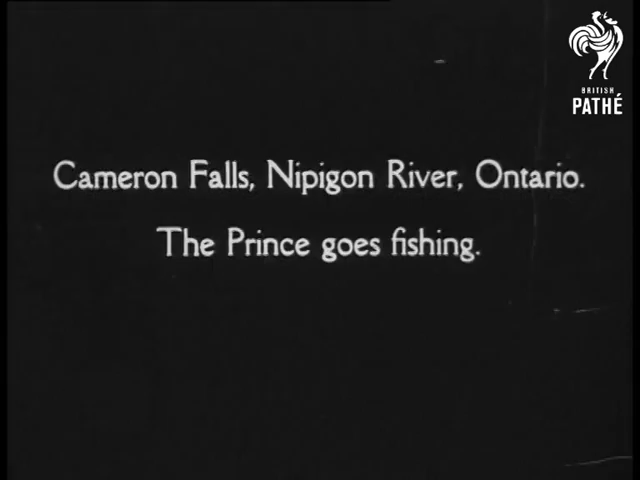 BRITISH
PATHÉ
Cameron Falls, Nipigon River, Ontario.
The Prince goes fishing.